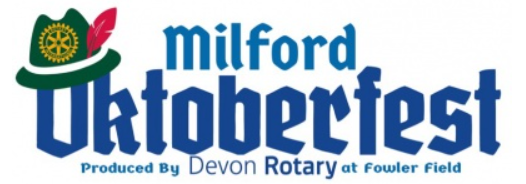 Milford
Oktoberfest
Produced By Devon Rotary at Fowler Field